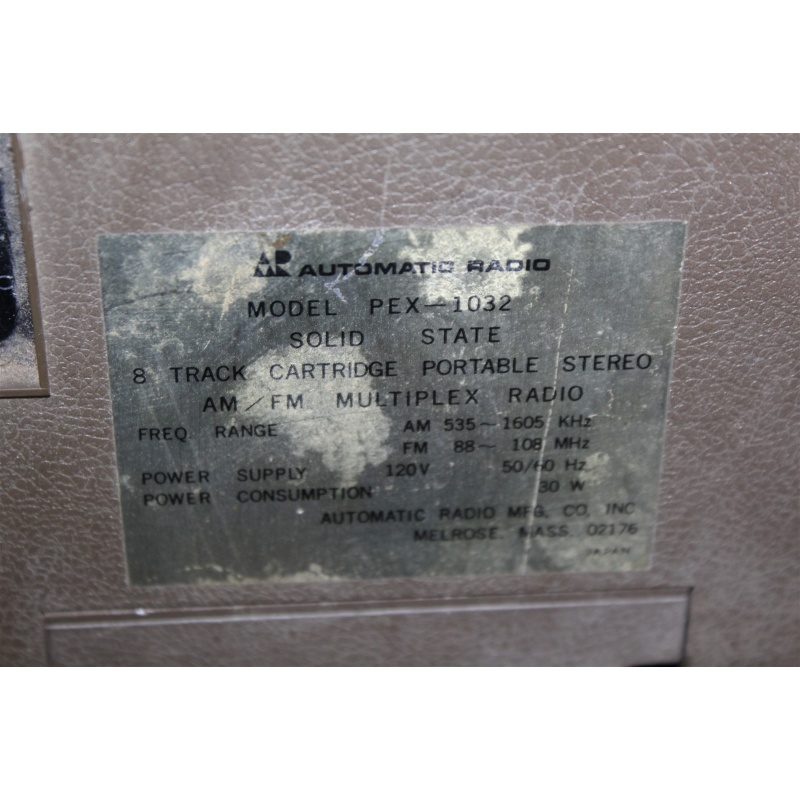 AR AUTOMATIC RADIO
MODEL PEX-1032
SOLID STATE
8 TRACK CARTRIDGE PORTABLE STEREO
AM/FM MULTIPLEX RADIO
FREQ. RANGE AM 535~1605 KHz
FM 88~108 MHz
POWER SUPPLY 120V 50/60 Hz
POWER CONSUMPTION 30 W
AUTOMATIC RADIO MFG. CO. INC
MELROSE, MASS. 02176
JAPAN